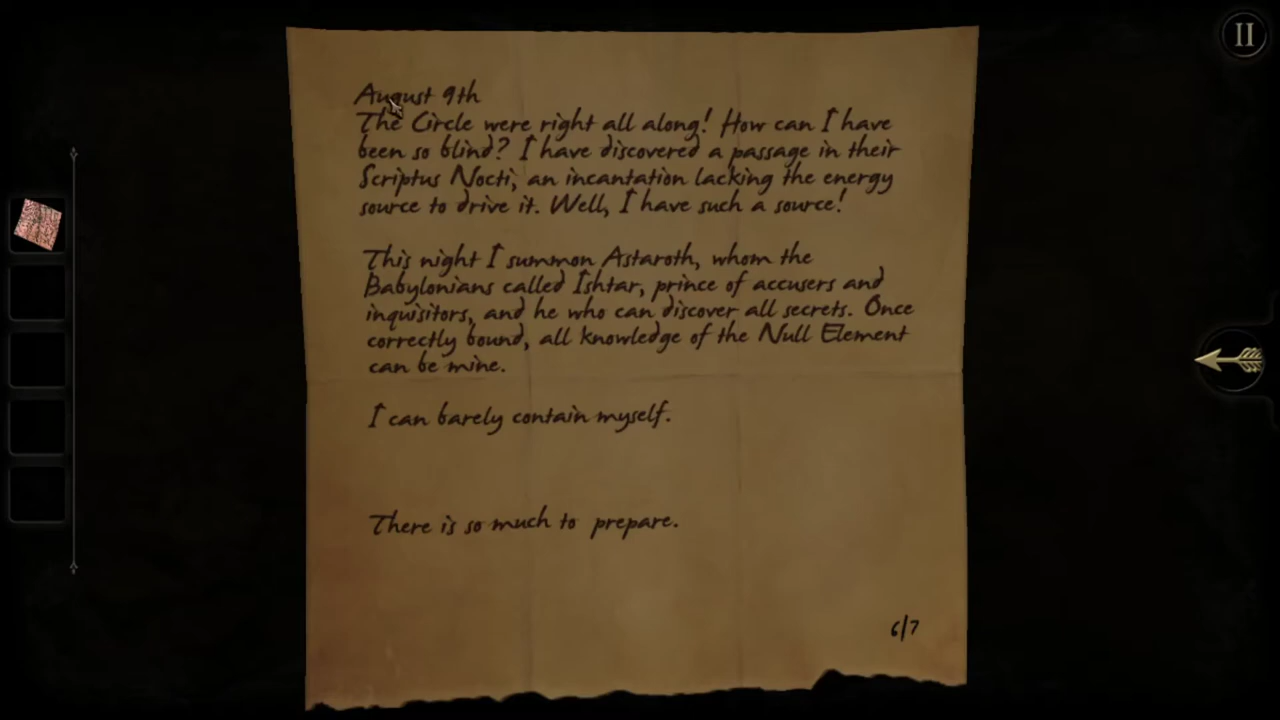 August 9th
The Circle were right all along! How can I have
been so blind? I have discovered a passage in their
Scriptus Nocti, an incantation lacking the energy
source to drive it. Well, I have such a source!
This night I summon Astaroth, whom the
Babylonians called Ishtar, prince of accusers and
inquisitors, and he who can discover all secrets. Once
correctly bound, all knowledge of the Null Element
can be mine.
I can barely contain myself.
There is so much to prepare.
6/7